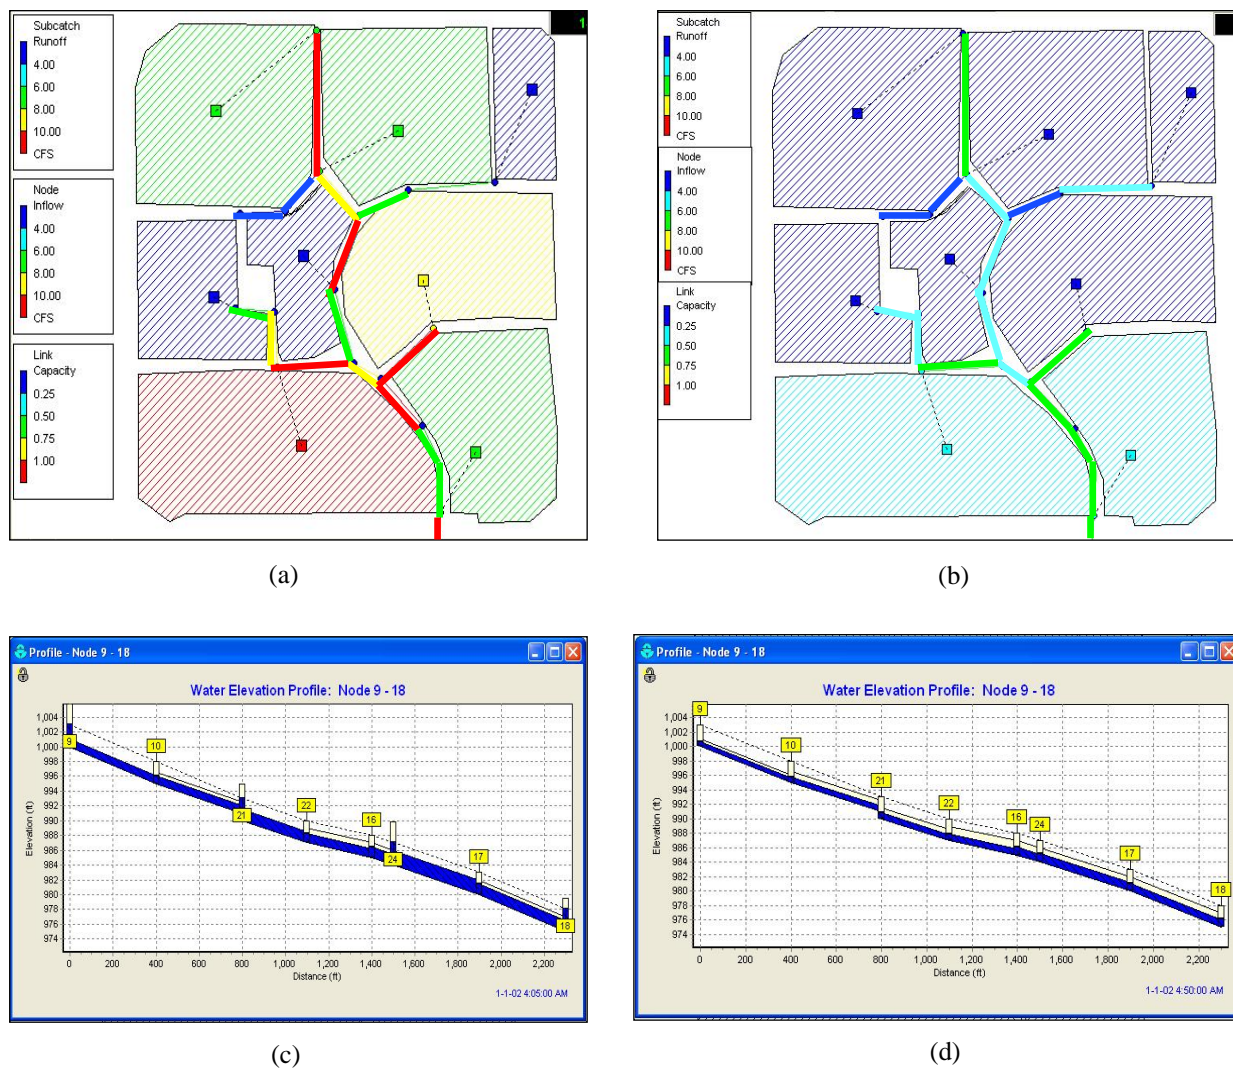 Subcatch
Runoff
4.00
6.00
8.00
10.00
CFS
Node
Inflow
4.00
6.00
8.00
10.00
CFS
Link
Capacity
0.25
0.50
0.75
1.00
1
(a)
Subcatch
Runoff
4.00
6.00
8.00
10.00
CFS
Node
Inflow
4.00
6.00
8.00
10.00
CFS
Link
Capacity
0.25
0.50
0.75
1.00
(b)
Profile - Node 9 - 18
Water Elevation Profile: Node 9 - 18
1,004
1,002
1,000
998
996
994
992
990
988
986
984
982
980
978
976
974
Elevation (ft)
9
10
21
22
16
24
17
18
0 200 400 600 800 1,000 1,200 1,400 1,600 1,800 2,000 2,200
Distance (ft)
1-1-02 4:05:00 AM
(c)
Profile - Node 9 - 18
Water Elevation Profile: Node 9 - 18
1,004
1,002
1,000
998
996
994
992
990
988
986
984
982
980
978
976
974
Elevation (ft)
9
10
21
22
16
24
17
18
0 200 400 600 800 1,000 1,200 1,400 1,600 1,800 2,000 2,200
Distance (ft)
1-1-02 4:50:00 AM
(d)